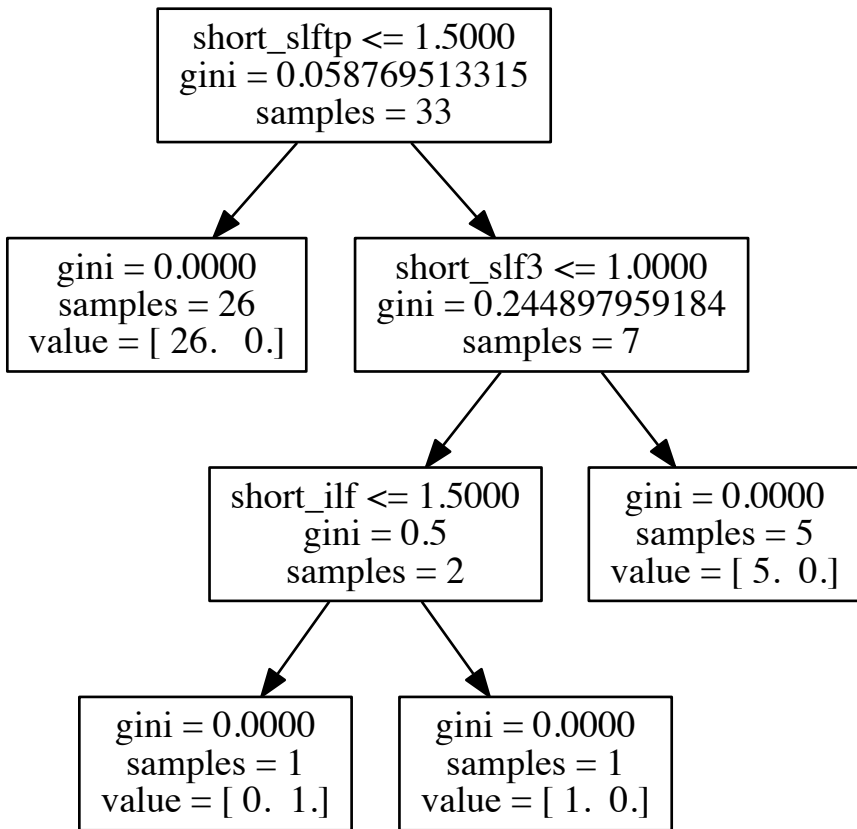 short_slftp <= 1.5000
gini = 0.058769513315
samples = 33
gini = 0.0000
samples = 26
value = [ 26.   0.]
short_slf3 <= 1.0000
gini = 0.244897959184
samples = 7
short_ilf <= 1.5000
gini = 0.5
samples = 2
gini = 0.0000
samples = 5
value = [ 5.  0.]
gini = 0.0000
samples = 1
value = [ 0.  1.]
gini = 0.0000
samples = 1
value = [ 1.  0.]